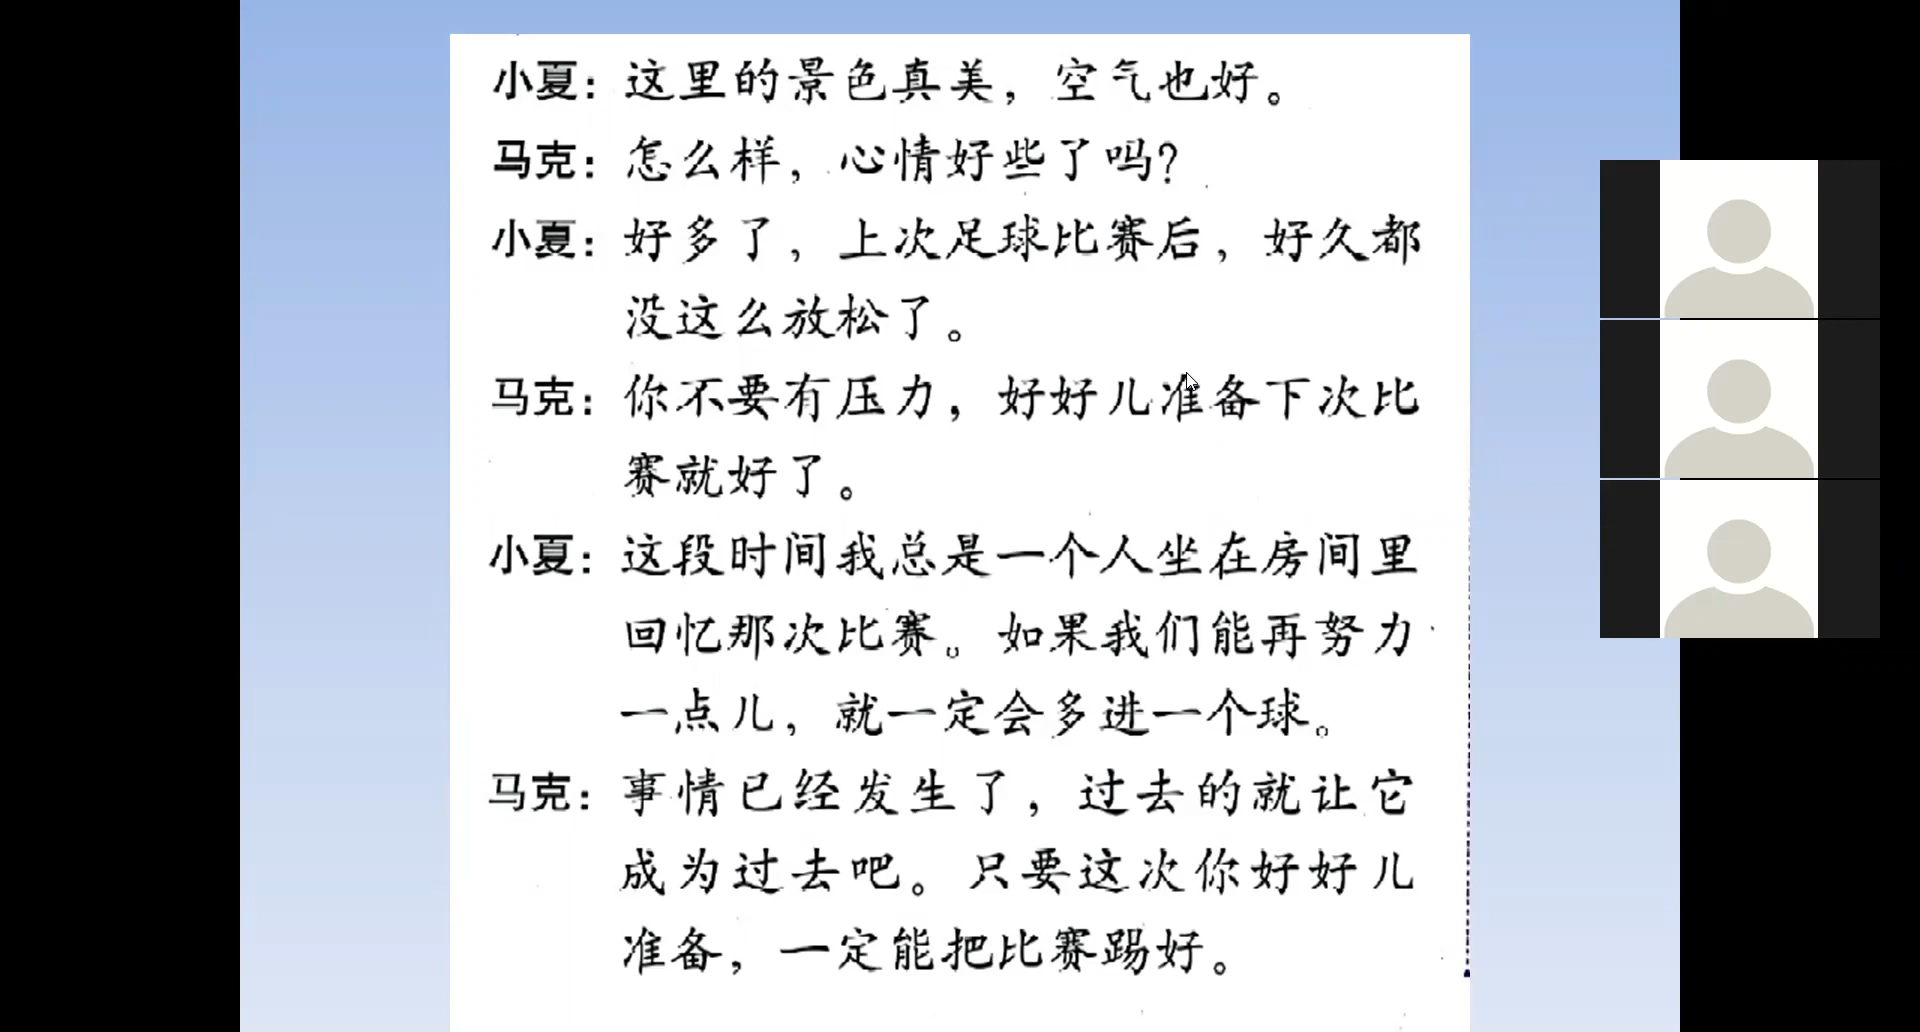 小夏：这里的景色真美，空气也好。
马克：怎么样，心情好些了吗？
小夏：好多了，上次足球比赛后，好久都
没这么放松了。
马克：你不要有压力，好好儿准备下次比
赛就好了。
小夏：这段时间我总是一个人坐在房间里
回忆那次比赛。如果我们能再努力
一点儿，就一定会多进一个球。
马克：事情已经发生了，过去的就让它
成为过去吧。只要这次你好好儿
准备，一定能把比赛踢好。